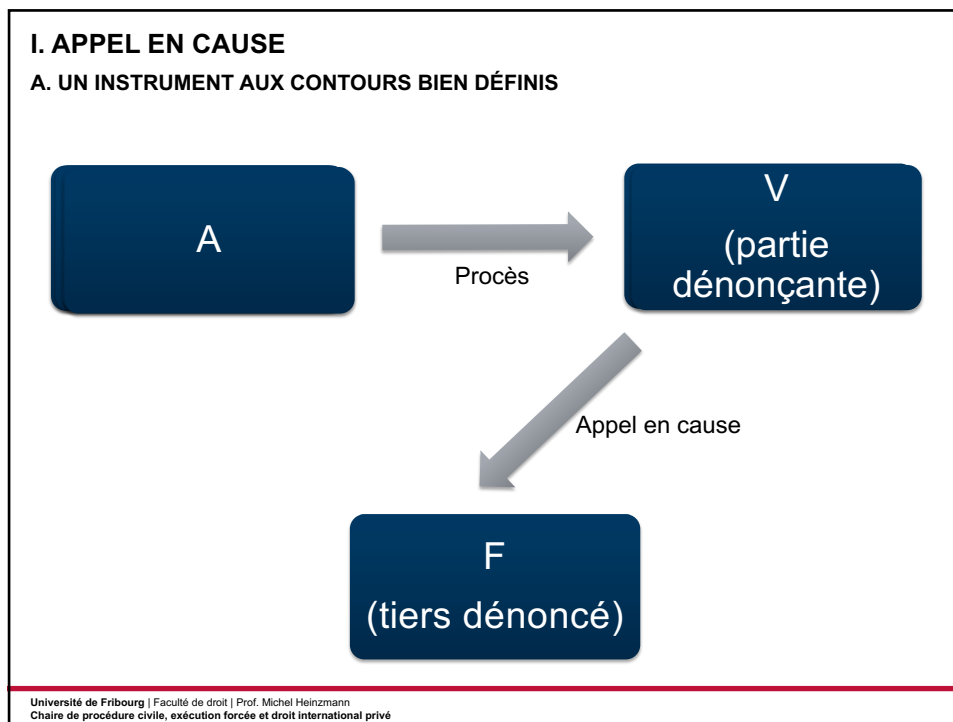 I. APPEL EN CAUSE
A. UN INSTRUMENT AUX CONTOURS BIEN DÉFINIS
A
Procès
V
(partie
dénonçante)
Appel en cause
F
(tiers dénoncé)
Université de Fribourg | Faculté de droit | Prof. Michel Heinzmann
Chaire de procédure civile, exécution forcée et droit international privé